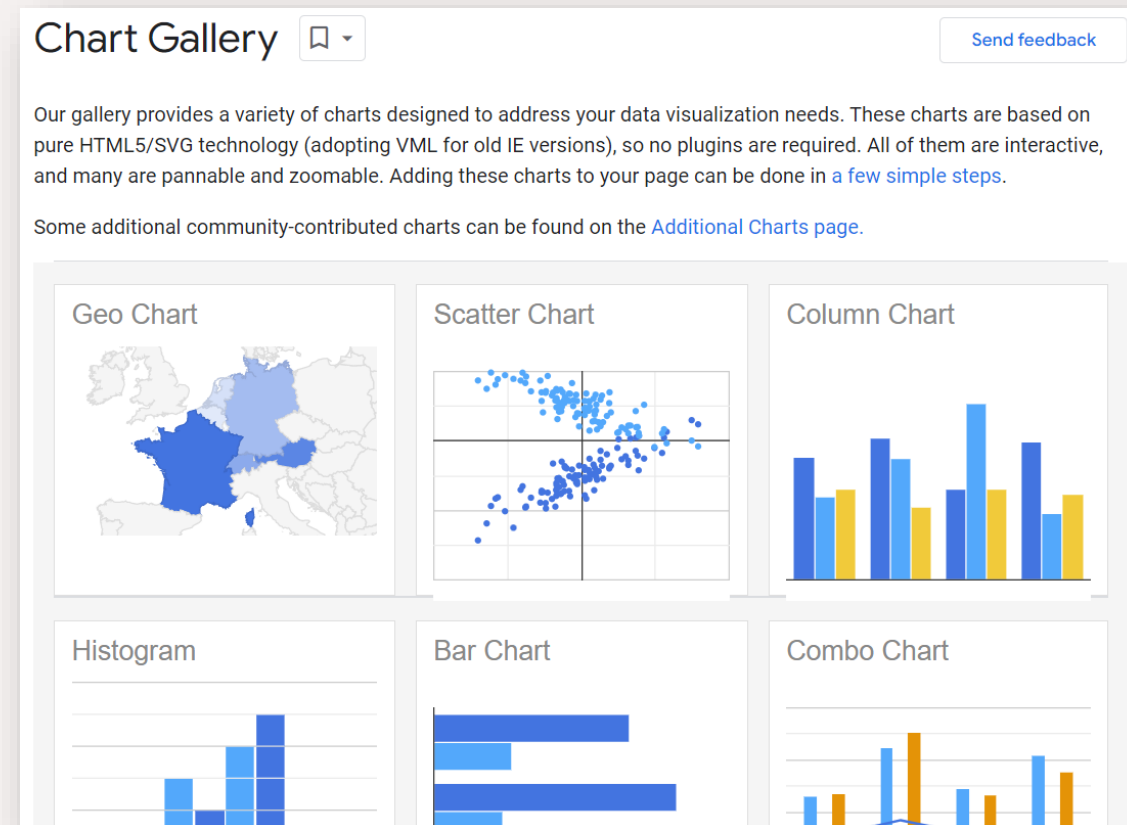 Chart Gallery
Send feedback
Our gallery provides a variety of charts designed to address your data visualization needs. These charts are based on
pure HTML5/SVG technology (adopting VML for old IE versions), so no plugins are required. All of them are interactive,
and many are pannable and zoomable. Adding these charts to your page can be done in a few simple steps.
Some additional community-contributed charts can be found on the Additional Charts page.
Geo Chart
Scatter Chart
Column Chart
Histogram
Bar Chart
Combo Chart